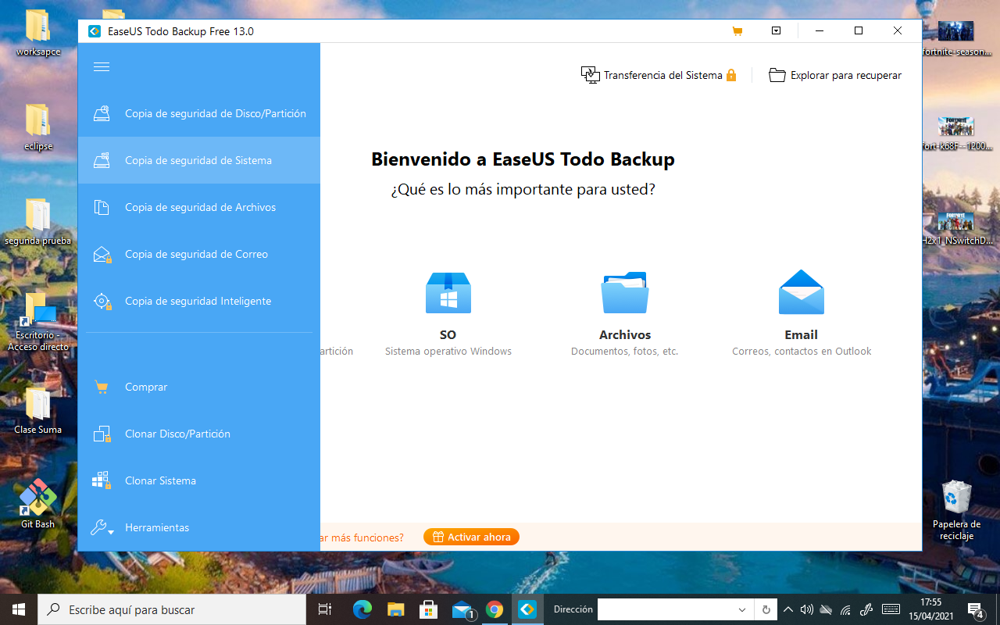 worksapce
eclipse
segunda prueba
Escritorio -
Acceso directo
Clase Suma
Git Bash
EaseUS Todo Backup Free 13.0
Copia de seguridad de Disco/Partición
Copia de seguridad de Sistema
Copia de seguridad de Archivos
Copia de seguridad de Correo
Copia de seguridad Inteligente
Comprar
Clonar Disco/Partición
Clonar Sistema
Herramientas
Transferencia del Sistema
Explorar para recuperar
Bienvenido a EaseUS Todo Backup
¿Qué es lo más importante para usted?
artición
SO
Sistema operativo Windows
Archivos
Documentos, fotos, etc.
Email
Correos, contactos en Outlook
ar más funciones?
Activar ahora
fortnite-season...
FORTNITE
fort-k68F--1200...
FORTNITE
H2x1_NSwitchD...
Papelera de
reciclaje
Escribe aquí para buscar
1
Dirección
17:55
15/04/2021
4